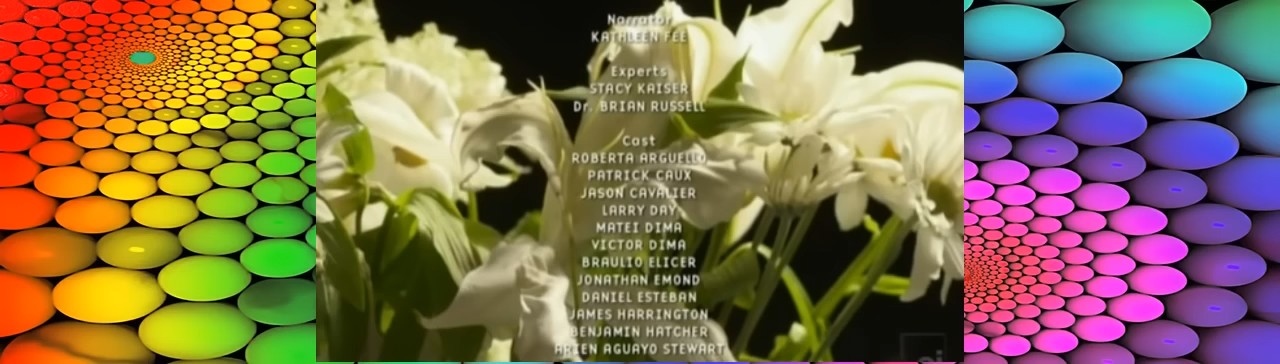 Narrator
KATHLEEN FEE
Experts
STACY KAISER
Dr. BRIAN RUSSELL
Cast
ROBERTA ARGUELLO
PATRICK CAUX
JASON CAVALIER
LARRY DAY
MATEI DIMA
VICTOR DIMA
BRAULIO ELICER
JONATHAN EMOND
DANIEL ESTEBAN
JAMES HARRINGTON
BENJAMIN HATCHER
ARIEN AGUAYO STEWART